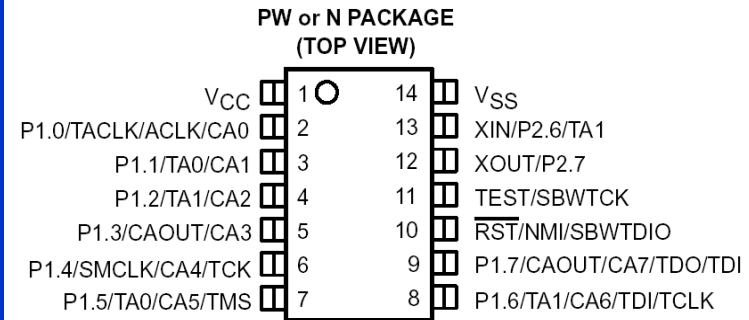 PW or N PACKAGE
(TOP VIEW)
VCC 1 14 VSS
P1.0/TACLK/ACLK/CA0 2 13 XIN/P2.6/TA1
P1.1/TA0/CA1 3 12 XOUT/P2.7
P1.2/TA1/CA2 4 11 TEST/SBWTCK
P1.3/CAOUT/CA3 5 10 RST/NMI/SBWTDIO
P1.4/SMCLK/CA4/TCK 6 9 P1.7/CAOUT/CA7/TDO/TDI
P1.5/TA0/CA5/TMS 7 8 P1.6/TA1/CA6/TDI/TCLK